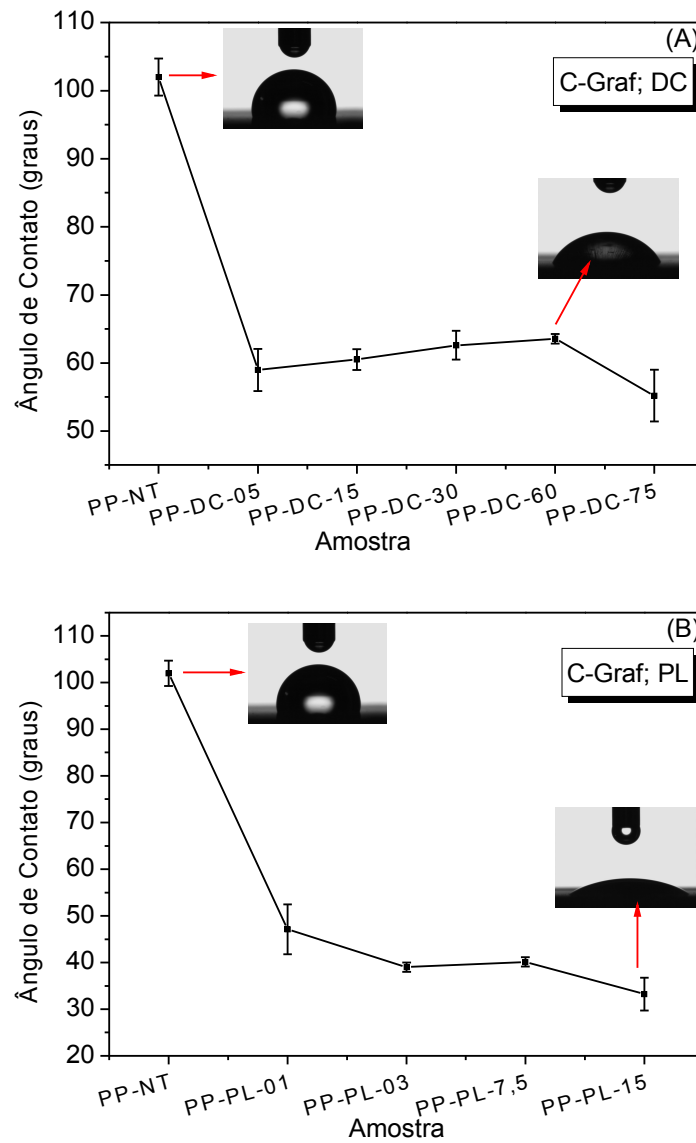 (A)
C-Graf; DC
110
100
90
80
70
60
50
Ângulo de Contato (graus)
PP-NT
PP-DC-05
PP-DC-15
PP-DC-30
PP-DC-60
PP-DC-75
Amostra
(B)
C-Graf; PL
110
100
90
80
70
60
50
40
30
20
Ângulo de Contato (graus)
PP-NT
PP-PL-01
PP-PL-03
PP-PL-7,5
PP-PL-15
Amostra